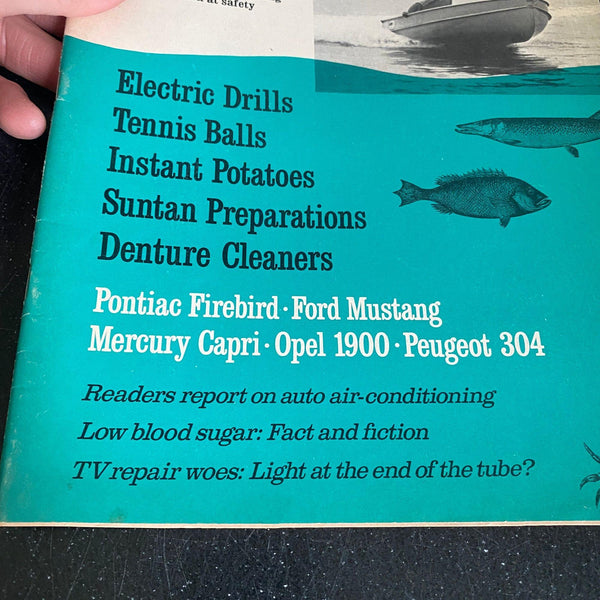 at safety
Electric Drills
Tennis Balls
Instant Potatoes
Suntan Preparations
Denture Cleaners
Pontiac Firebird · Ford Mustang
Mercury Capri · Opel 1900 · Peugeot 304
Readers report on auto air-conditioning
Low blood sugar: Fact and fiction
TV repair woes: Light at the end of the tube?